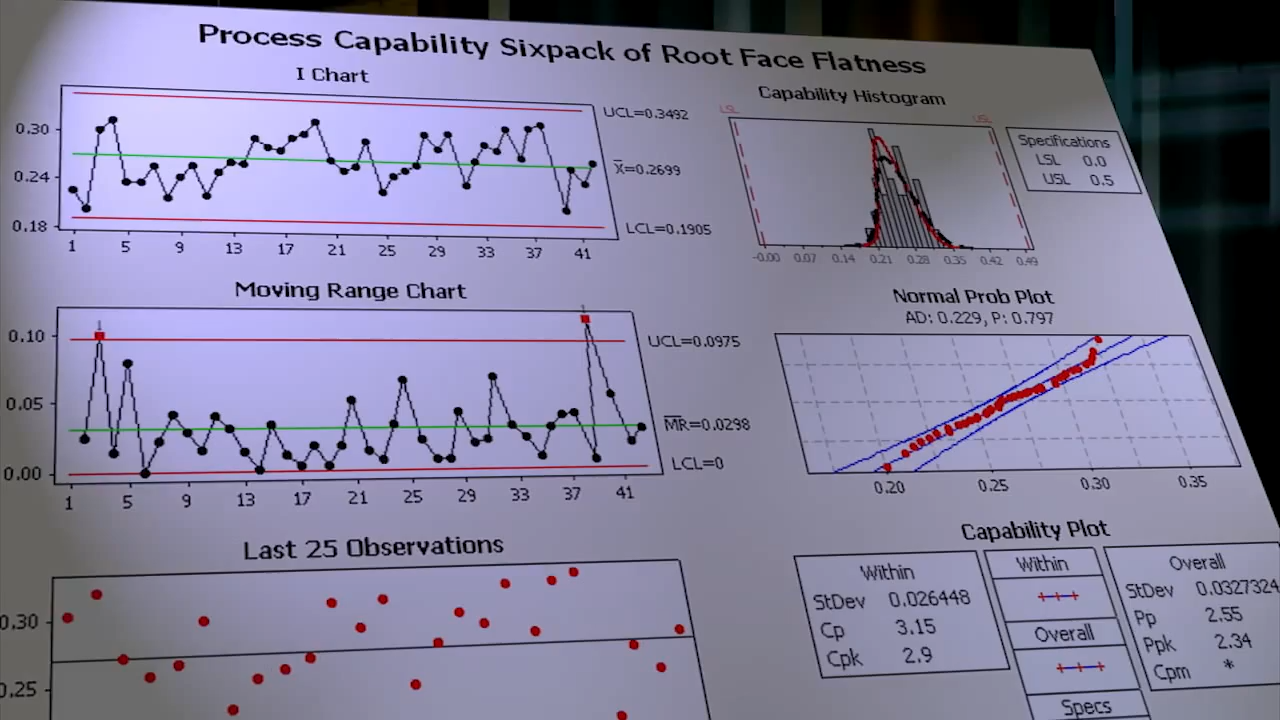 Process Capability Sixpack of Root Face Flatness
I Chart
UCL=0.3492
X=0.2699
LCL=0.1905
0.30
0.24
0.18
1 5 9 13 17 21 25 29 33 37 41
Capability Histogram
LSL USL
Specifications
LSL 0.0
USL 0.5
-0.00 0.07 0.14 0.21 0.28 0.35 0.42 0.49
Moving Range Chart
1 1
UCL=0.0975
MR=0.0298
LCL=0
0.10
0.05
0.00
1 5 9 13 17 21 25 29 33 37 41
Normal Prob Plot
AD: 0.229, P: 0.797
0.20 0.25 0.30 0.35
Last 25 Observations
0.30
0.25
Capability Plot
Within
StDev 0.026448
Cp 3.15
Cpk 2.9
Within
Overall
Specs
Overall
StDev 0.0327324
Pp 2.55
Ppk 2.34
Cpm *